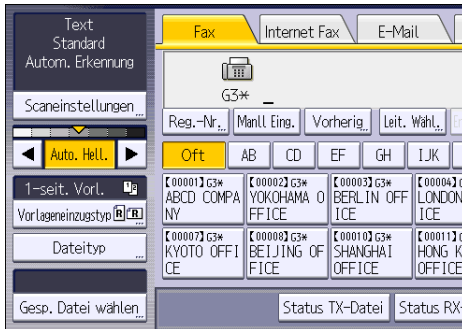 Text
Standard
Autom. Erkennung
Scaneinstellungen
Auto. Hell.
1-seit. Vorl.
Vorlageneinzugstyp
Dateityp
Gesp. Datei wählen
Fax
Internet Fax
E-Mail
G3* _
Reg.-Nr. Manll Eing. Vorherig. Leit. Wähl.
Oft AB CD EF GH IJK
[00001] G3* [00002] G3* [00003] G3* [00004]
ABCD COMPA YOKOHAMA O BERLIN OFF LONDON
NY FFICE ICE ICE
[00007] G3* [00008] G3* [00010] G3* [00011]
KYOTO OFFI BEIJING OF SHANGHAI HONG K
CE FICE OFFICE OFFICE
Status TX-Datei Status RX-